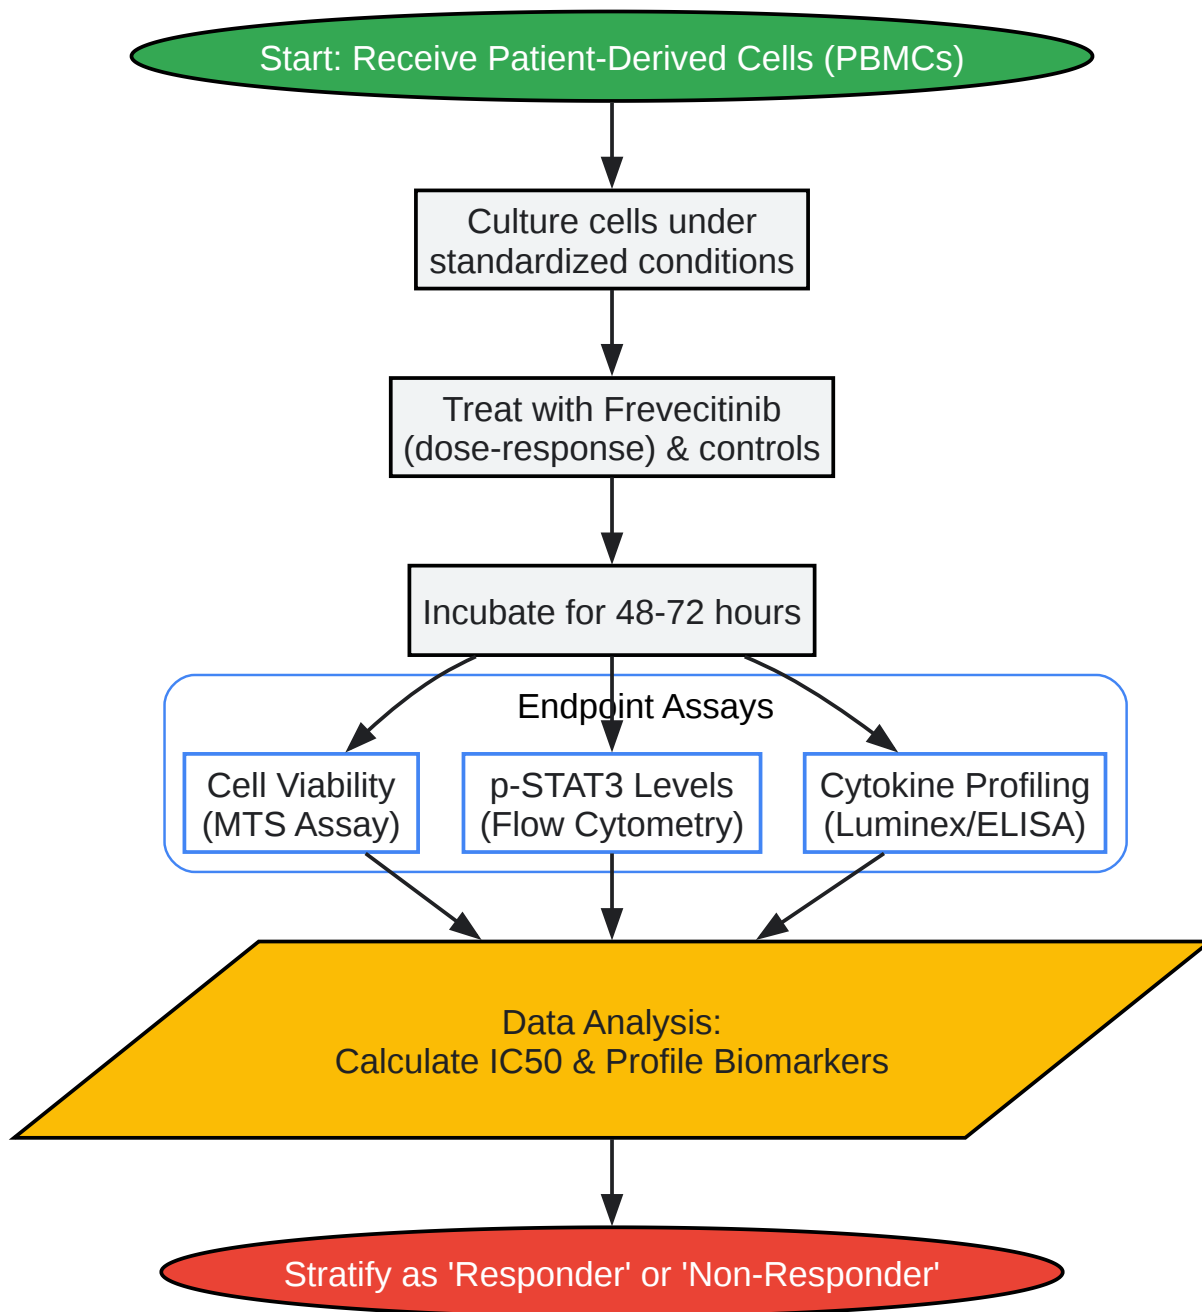 Start: Receive Patient-Derived Cells (PBMCs)
Culture cells under
standardized conditions
Treat with Frevecitinib
(dose-response) & controls
Incubate for 48-72 hours
Endpoint Assays
Cell Viability
(MTS Assay)
p-STAT3 Levels
(Flow Cytometry)
Cytokine Profiling
(Luminex/ELISA)
Data Analysis:
Calculate IC50 & Profile Biomarkers
Stratify as 'Responder' or 'Non-Responder'